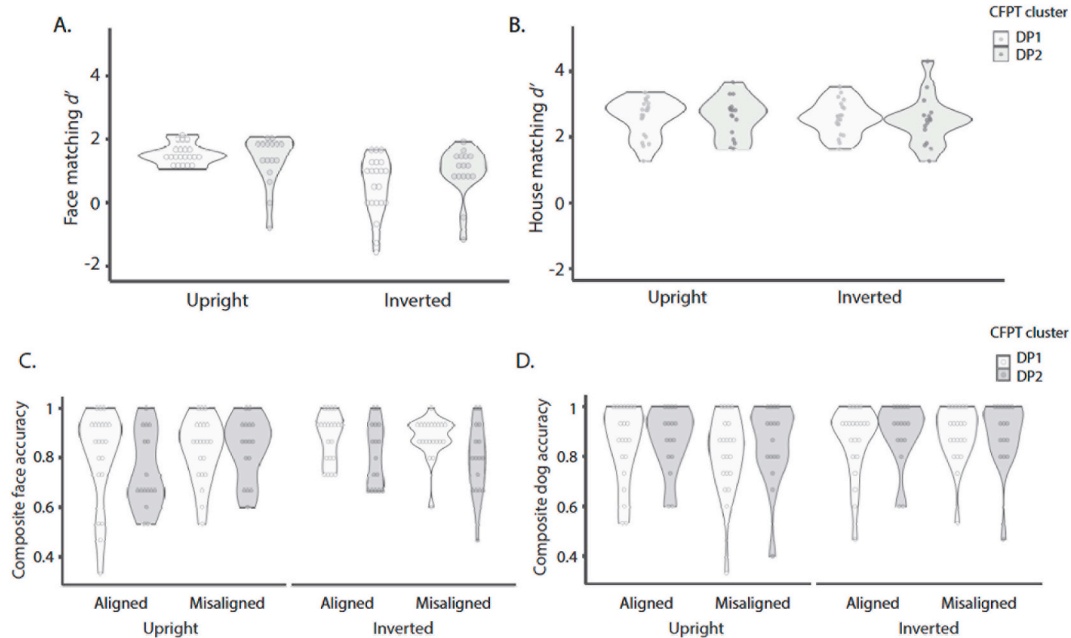 A.
Face matching d'
4
2
0
-2
Upright Inverted
B.
House matching d'
4
2
0
-2
Upright Inverted
CFPT cluster
DP1
DP2
C.
Composite face accuracy
1
0.8
0.6
0.4
Aligned Misaligned Aligned Misaligned
Upright Inverted
D.
Composite dog accuracy
1
0.8
0.6
0.4
Aligned Misaligned Aligned Misaligned
Upright Inverted
CFPT cluster
DP1
DP2